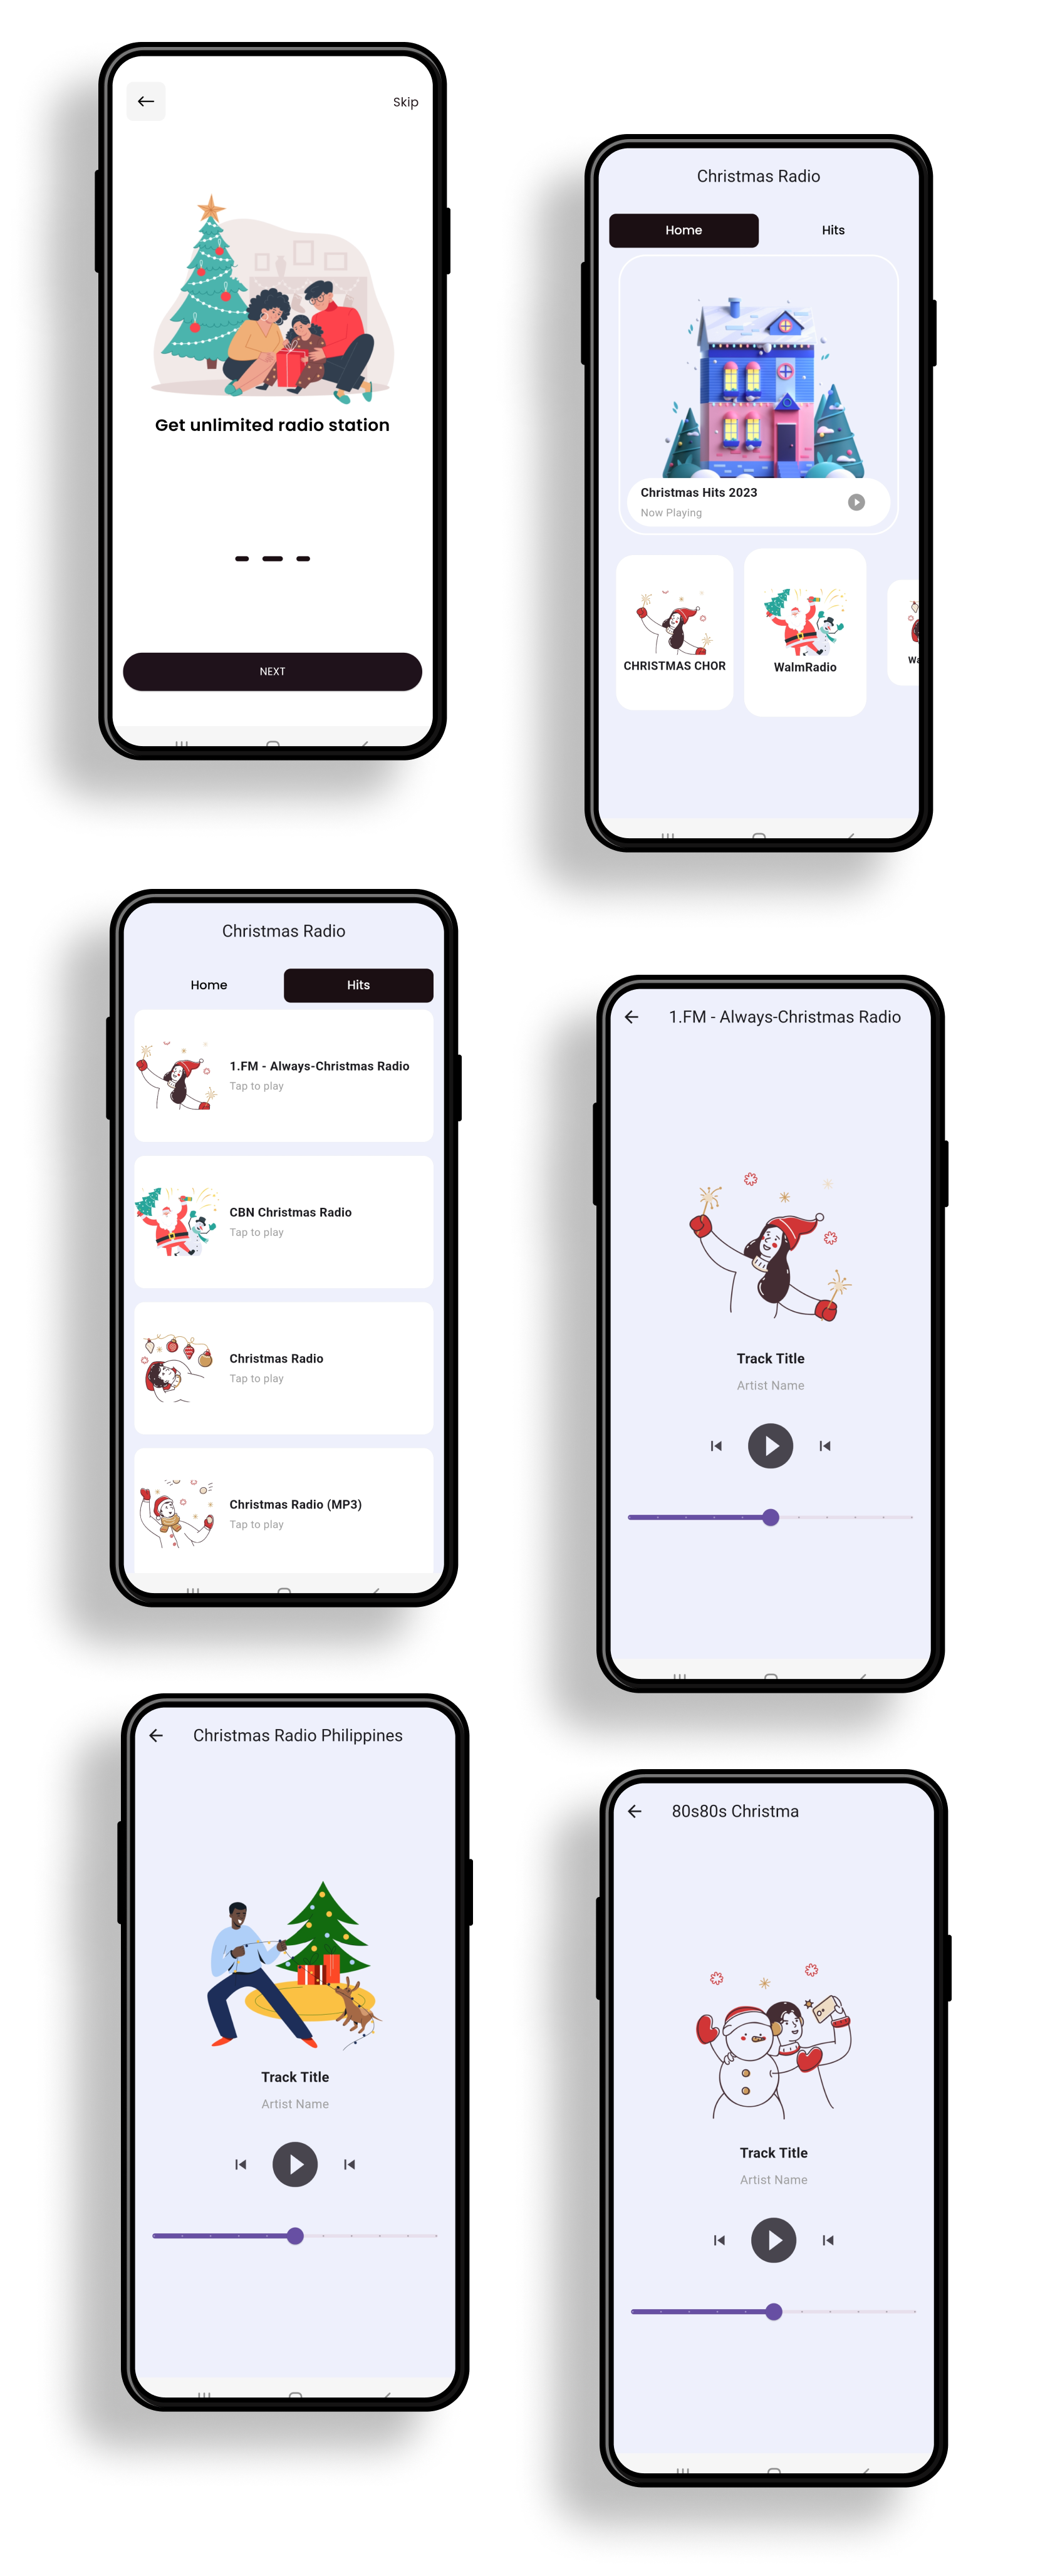 Skip
Get unlimited radio station
NEXT
Christmas Radio
Home
Hits
Christmas Hits 2023
Now Playing
CHRISTMAS CHOR
WalmRadio
Wa
Christmas Radio
Home
Hits
1.FM - Always-Christmas Radio
Tap to play
CBN Christmas Radio
Tap to play
Christmas Radio
Tap to play
Christmas Radio (MP3)
Tap to play
1.FM - Always-Christmas Radio
Track Title
Artist Name
Christmas Radio Philippines
Track Title
Artist Name
80s80s Christma
Track Title
Artist Name